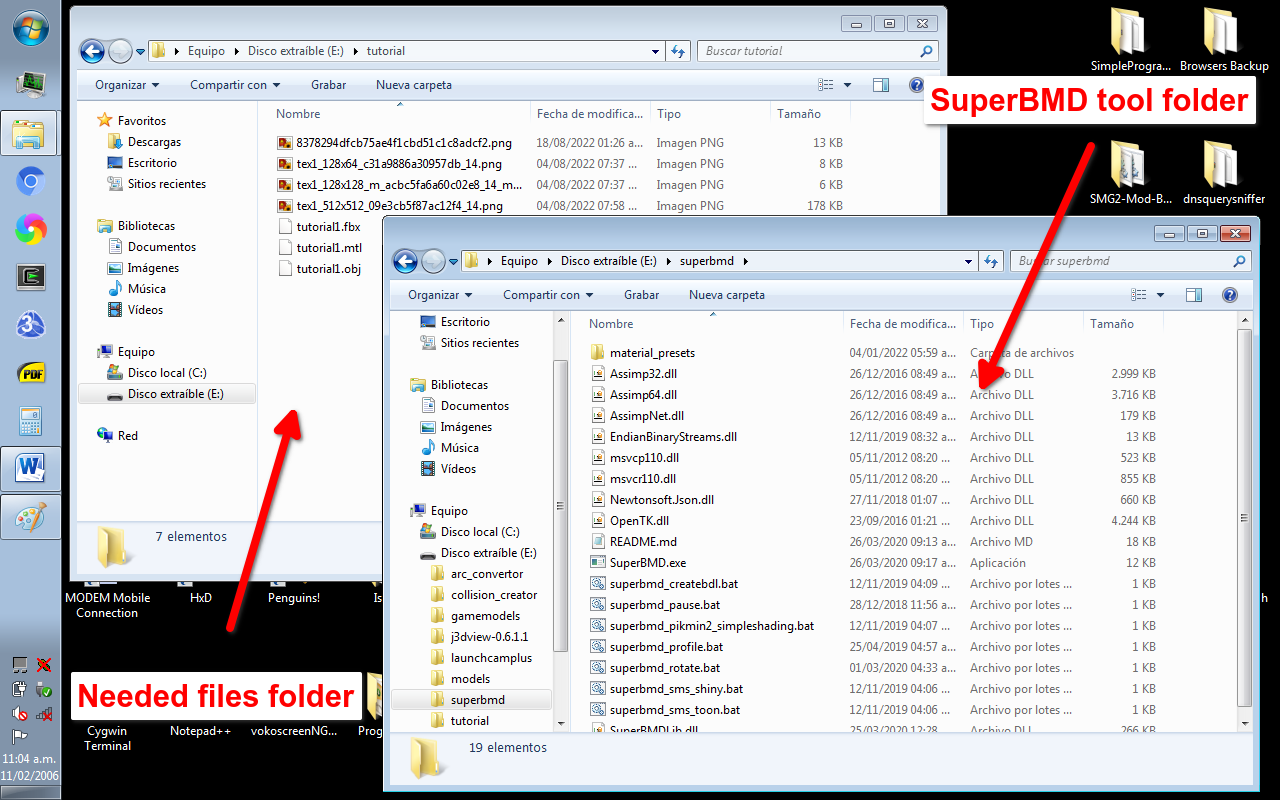 Equipo Disco extraíble (E:) tutorial
Buscar tutorial
Organizar Compartir con Grabar Nueva carpeta
Favoritos
Descargas
Escritorio
Sitios recientes
Bibliotecas
Documentos
Imágenes
Música
Vídeos
Equipo
Disco local (C:)
Disco extraíble (E:)
Red
Nombre Fecha de modifica... Tipo Tamaño
8378294dfcb75ae4f1cbd51c1c8adcf2.png 18/08/2022 01:26 a... Imagen PNG 13 KB
tex1_128x64_c31a9886a30957db_14.png 04/08/2022 07:37 ... Imagen PNG 8 KB
tex1_128x128_m_acbc5fa6a60c02e8_14_m... 04/08/2022 07:37 ... Imagen PNG 6 KB
tex1_512x512_09e3cb5f87ac12f4_14.png 04/08/2022 07:58 ... Imagen PNG 178 KB
tutorial1.fbx
tutorial1.mtl
tutorial1.obj
7 elementos
SimpleProgra... Browsers Backup
SuperBMD tool folder
SMG2-Mod-B... dnsquerysniffer
Equipo Disco extraíble (E:) superbmd
Buscar superbmd
Organizar Compartir con Grabar Nueva carpeta
Escritorio
Sitios recientes
Bibliotecas
Documentos
Imágenes
Música
Vídeos
Equipo
Disco local (C:)
Disco extraíble (E:)
arc_convertor
collision_creator
gamemodels
j3dview-0.6.1.1
launchcamplus
models
superbmd
tutorial
Nombre Fecha de modifica... Tipo Tamaño
material_presets 04/01/2022 05:59 a... Carpeta de archivos
Assimp32.dll 26/12/2016 08:49 a... Archivo DLL 2.999 KB
Assimp64.dll 26/12/2016 08:49 a... Archivo DLL 3.716 KB
AssimpNet.dll 26/12/2016 08:49 a... Archivo DLL 179 KB
EndianBinaryStreams.dll 12/11/2019 08:32 a... Archivo DLL 13 KB
msvcp110.dll 05/11/2012 08:20 ... Archivo DLL 523 KB
msvcr110.dll 05/11/2012 08:20 ... Archivo DLL 855 KB
Newtonsoft.Json.dll 27/11/2018 01:07 ... Archivo DLL 660 KB
OpenTK.dll 23/09/2016 01:21 ... Archivo DLL 4.244 KB
README.md 26/03/2020 09:13 a... Archivo MD 18 KB
SuperBMD.exe 26/03/2020 09:17 a... Aplicación 12 KB
superbmd_createbdl.bat 12/11/2019 04:09 ... Archivo por lotes ... 1 KB
superbmd_pause.bat 28/12/2018 11:56 a... Archivo por lotes ... 1 KB
superbmd_pikmin2_simpleshading.bat 12/11/2019 04:07 ... Archivo por lotes ... 1 KB
superbmd_profile.bat 25/04/2019 04:57 a... Archivo por lotes ... 1 KB
superbmd_rotate.bat 01/03/2020 04:33 a... Archivo por lotes ... 1 KB
superbmd_sms_shiny.bat 12/11/2019 04:06 ... Archivo por lotes ... 1 KB
superbmd_sms_toon.bat 12/11/2019 04:06 ... Archivo por lotes ... 1 KB
SuperBMDLib.dll 25/03/2020 12:28 ... Archivo DLL 266 KB
19 elementos
MODEM Mobile
Connection
HxD
Penguins!
Is
h
Needed files folder
Cygwin
Terminal
Notepad++
vokoscreenNG...
Prog
PDF
11:04 a.m.
11/02/2006